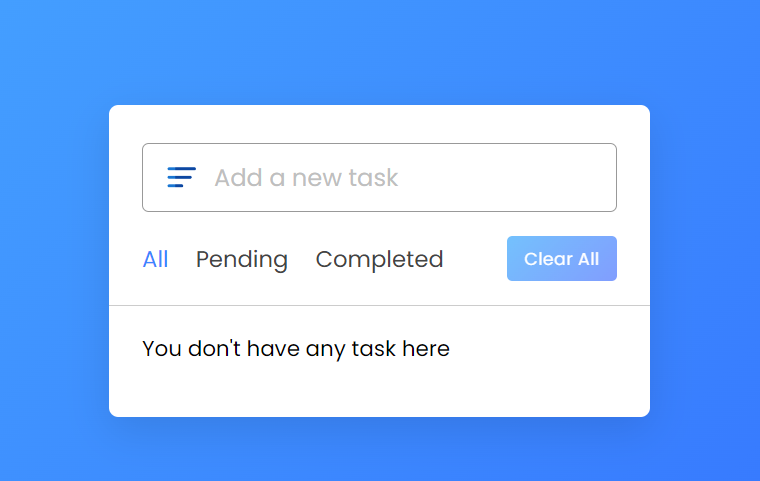 Add a new task
All Pending Completed Clear All
You don't have any task here